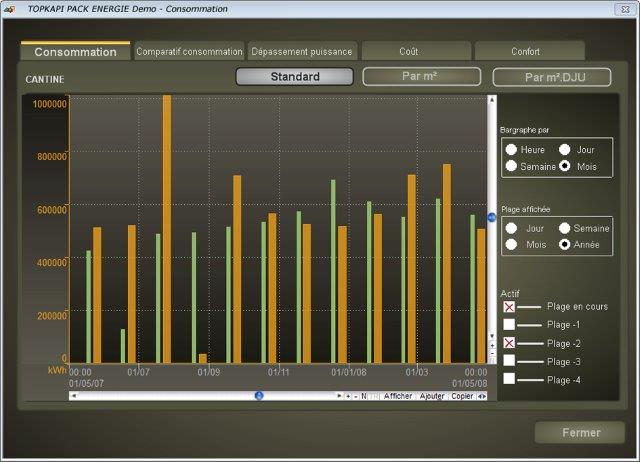 TOPKAPI PACK ENERGIE Demo - Consommation
Consommation
Comparatif consommation
Dépassement puissance
Coût
Confort
CANTINE
Standard
Par m²
Par m².DJU
1000000
800000
600000
400000
200000
0
kWh
00:00
01/05/07
01/07
01/09
01/11
01/01/08
01/03
00:00
01/05/08
Bargraphe par
Heure
Jour
Semaine
Mois
Plage affichée
Jour
Semaine
Mois
Année
Actif
Plage en cours
Plage -1
Plage -2
Plage -3
Plage -4
+ - N Afficher Ajouter Copier
Fermer